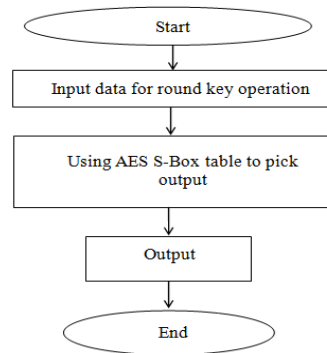 Start
Input data for round key operation
Using AES S-Box table to pick
output
Output
End